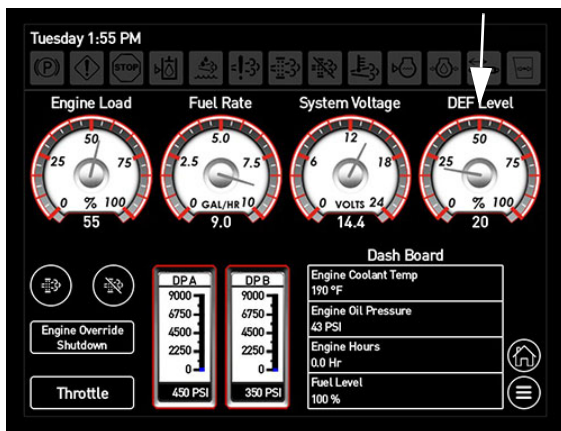 Tuesday 1:55 PM
(P) STOP
Engine Load Fuel Rate System Voltage DEF Level
50 5.0 12 50
25 75 2.5 7.5 6 18 25 75
0 % 100 0 GAL/HR 10 0 VOLTS 24 0 % 100
55 9.0 14.4 20
Dash Board
Engine Coolant Temp
190 °F
Engine Oil Pressure
43 PSI
Engine Hours
0.0 Hr
Fuel Level
100 %
DP A DP B
9000 9000
6750 6750
4500 4500
2250 2250
0 0
450 PSI 350 PSI
Engine Override
Shutdown
Throttle